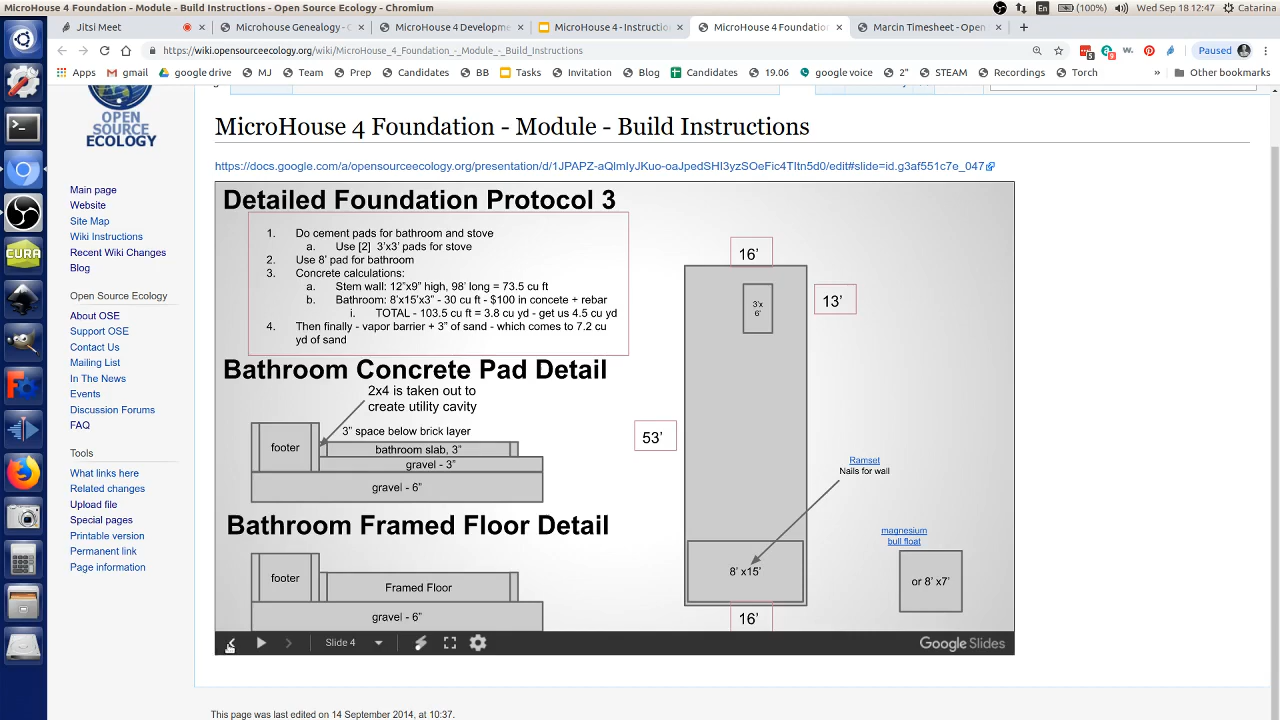 MicroHouse 4 Foundation - Module - Build Instructions - Open Source Ecology - Chromium
En
(100%)
Wed Sep 18 12:47
Catarina
Jitsi Meet
MicroHouse Genealogy - O
MicroHouse 4 Developme
MicroHouse 4 - Instruction
MicroHouse 4 Foundation
Marcin Timesheet - Open
https://wiki.opensourceecology.org/wiki/MicroHouse_4_Foundation_-_Module_-_Build_Instructions
Paused
Apps
gmail
google drive
MJ
Team
Prep
Candidates
BB
Tasks
Invitation
Blog
Candidates
19.06
google voice
2"
STEAM
Recordings
Torch
»
Other bookmarks
OPEN
SOURCE
ECOLOGY
Main page
Website
Site Map
Wiki Instructions
Recent Wiki Changes
Blog
Open Source Ecology
About OSE
Support OSE
Contact Us
Mailing List
In The News
Events
Discussion Forums
FAQ
Tools
What links here
Related changes
Upload file
Special pages
Printable version
Permanent link
Page information
MicroHouse 4 Foundation - Module - Build Instructions
https://docs.google.com/a/opensourceecology.org/presentation/d/1JPAPZ-aQlmIyJKuo-oaJpedSHI3yzSOeFic4TItn5d0/edit#slide=id.g3af551c7e_047
Detailed Foundation Protocol 3
1. Do cement pads for bathroom and stove
a. Use [2] 3'x3' pads for stove
2. Use 8' pad for bathroom
3. Concrete calculations:
a. Stem wall: 12"x9" high, 98' long = 73.5 cu ft
b. Bathroom: 8'x15'x3" - 30 cu ft - $100 in concete + rebar
i. TOTAL - 103.5 cu ft = 3.8 cu yd - get us 4.5 cu yd
4. Then finally - vapor barrier + 3" of sand - which comes to 7.2 cu
yd of sand
Bathroom Concrete Pad Detail
2x4 is taken out to
create utility cavity
3" space below brick layer
footer
bathroom slab, 3"
gravel - 3"
gravel - 6"
Bathroom Framed Floor Detail
footer
Framed Floor
gravel - 6"
16'
3'x
6'
13'
53'
Ramset
Nails for wall
8' x15'
16'
magnesium
bull float
or 8' x7'
Slide 4
Google Slides
This page was last edited on 14 September 2014, at 10:37.
CURA